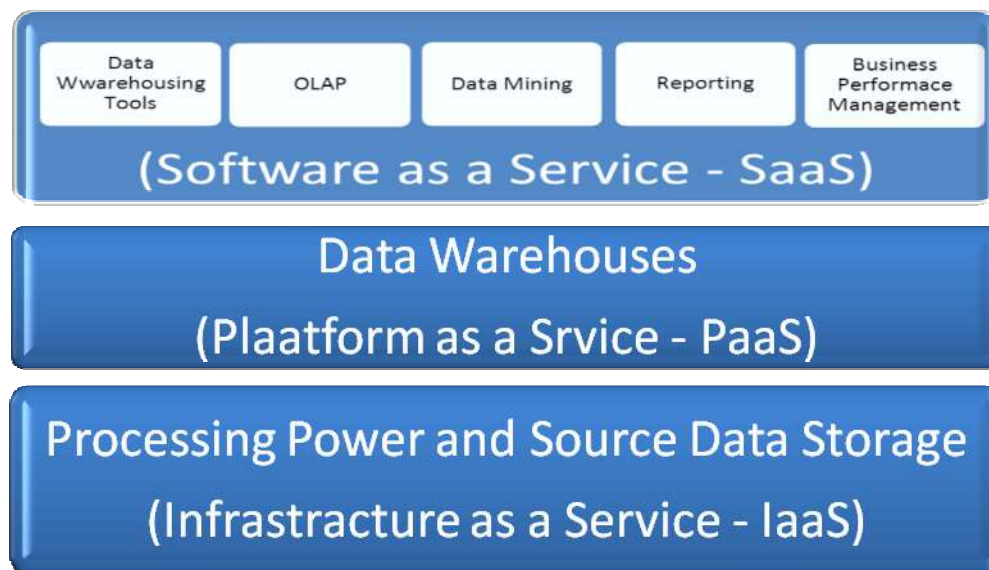 Data
Wwarehousing
Tools
OLAP
Data Mining
Reporting
Business
Performace
Management
(Software as a Service - SaaS)
Data Warehouses
(Plaatform as a Srvice - PaaS)
Processing Power and Source Data Storage
(Infrastracture as a Service - IaaS)